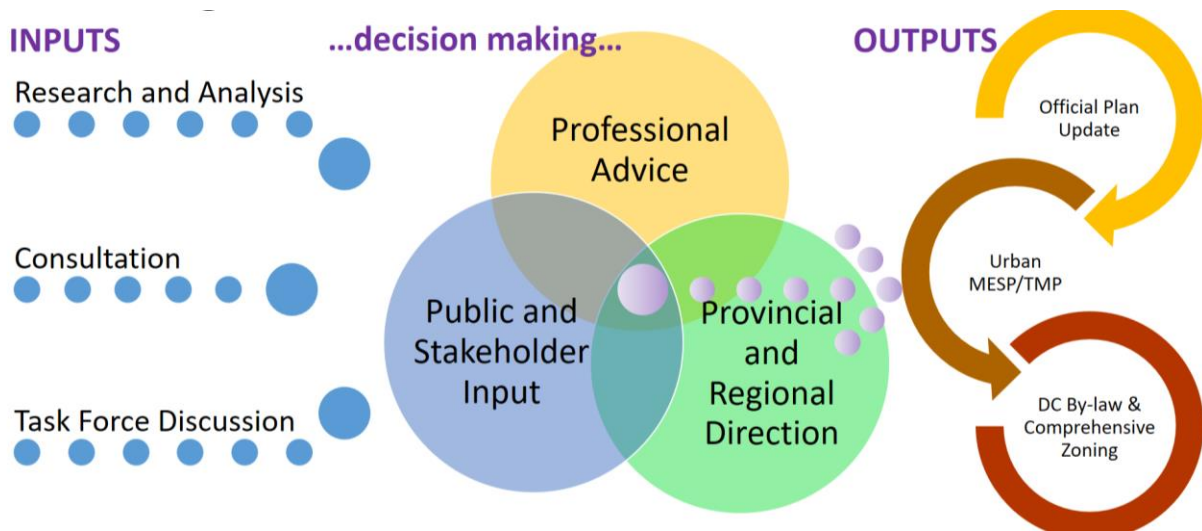 INPUTS
Research and Analysis
Consultation
Task Force Discussion
...decision making...
Professional
Advice
Public and
Stakeholder
Input
Provincial
and
Regional
Direction
OUTPUTS
Official Plan
Update
Urban
MESP/TMP
DC By-law &
Comprehensive
Zoning